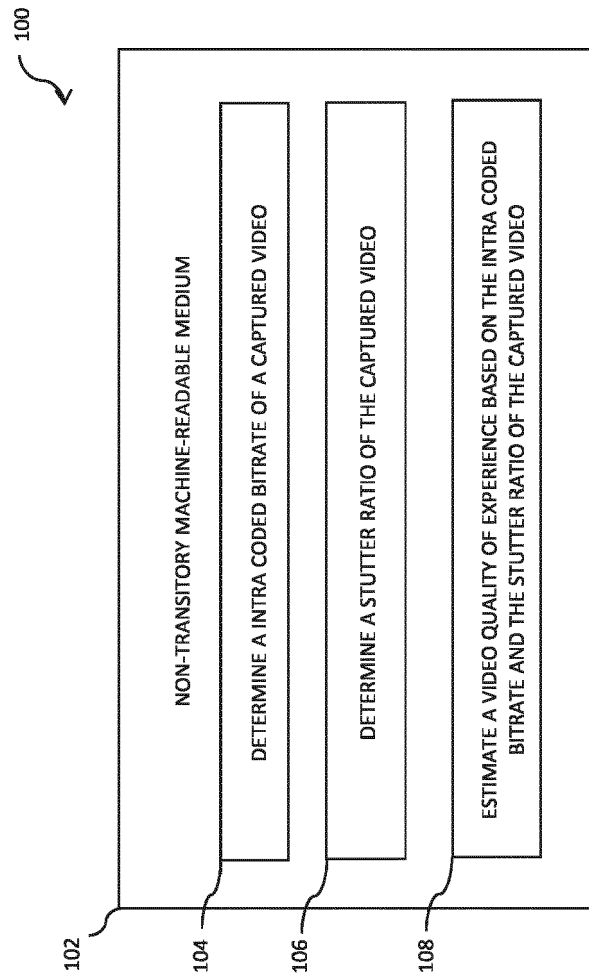 100
102
NON-TRANSITORY MACHINE-READABLE MEDIUM
104
DETERMINE A INTRA CODED BITRATE OF A CAPTURED VIDEO
106
DETERMINE A STUTTER RATIO OF THE CAPTURED VIDEO
108
ESTIMATE A VIDEO QUALITY OF EXPERIENCE BASED ON THE INTRA CODED
BITRATE AND THE STUTTER RATIO OF THE CAPTURED VIDEO